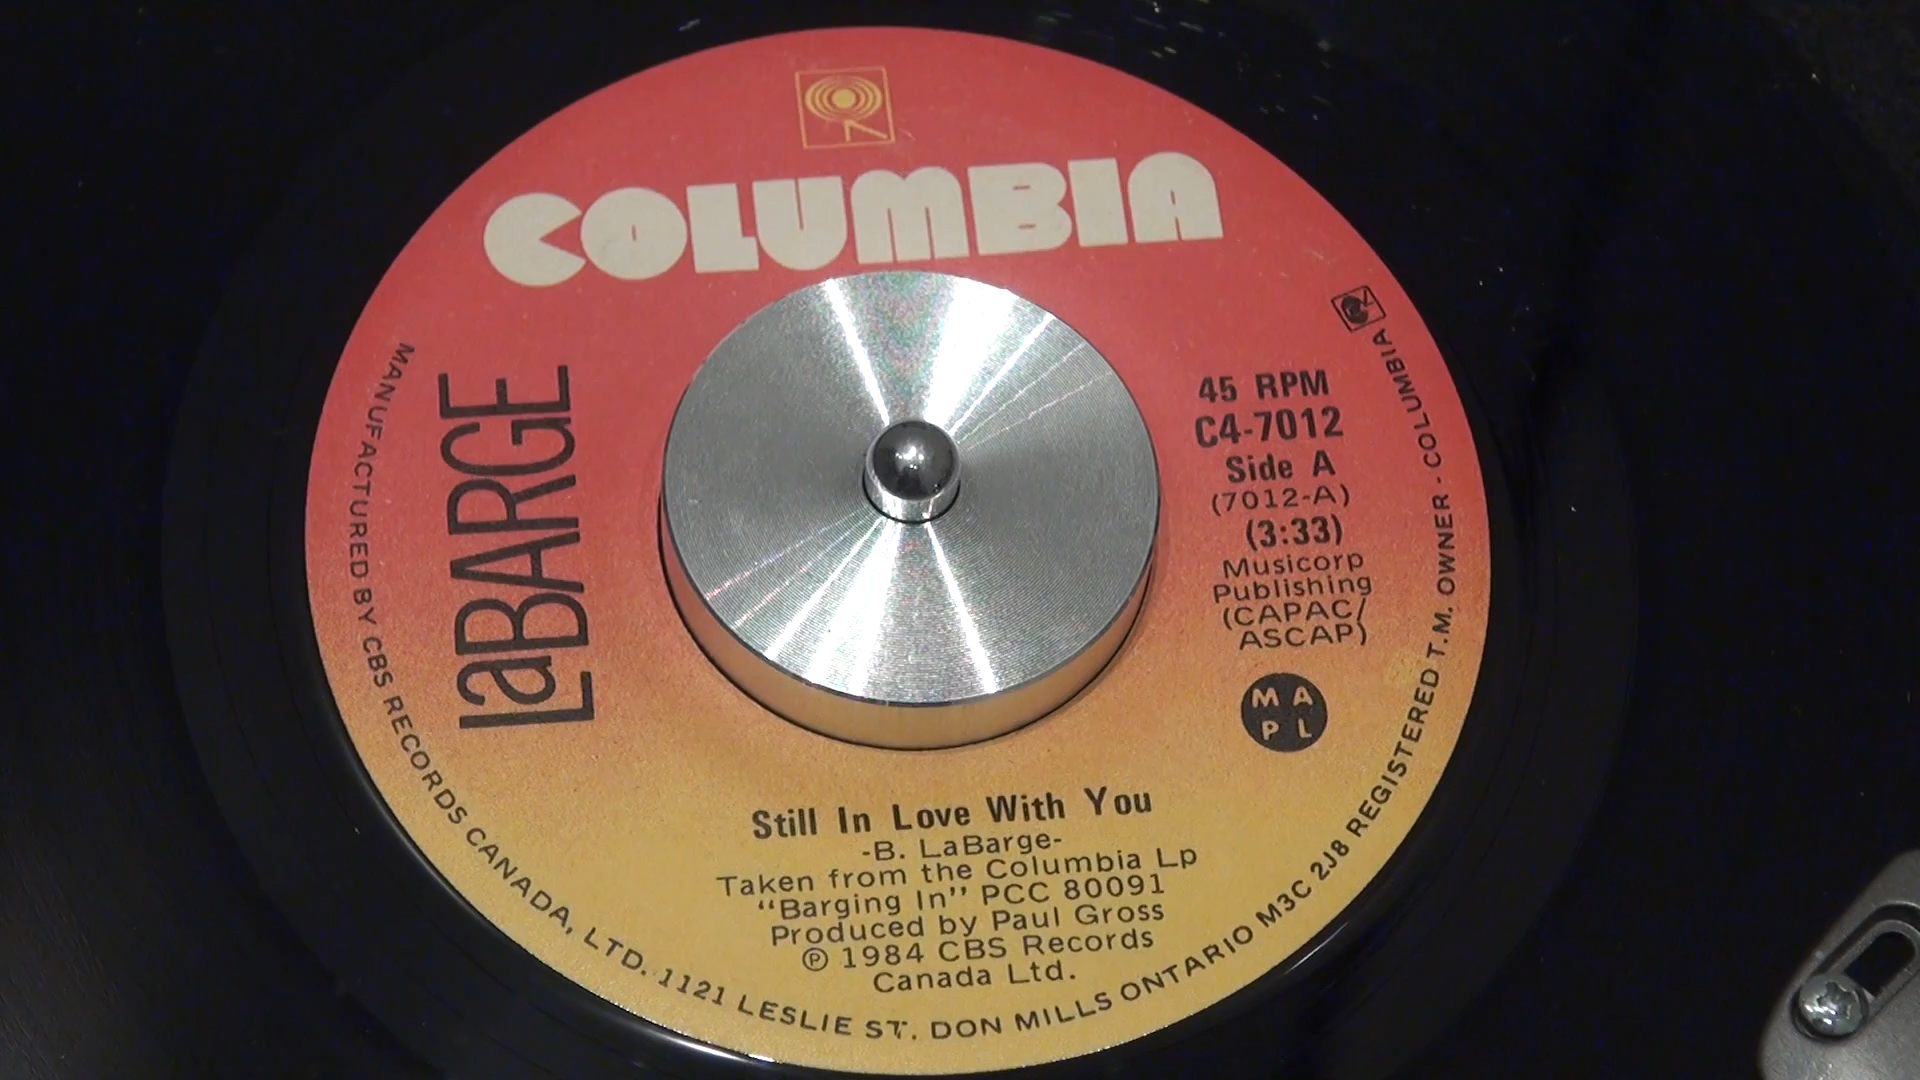 COLUMBIA
LaBARGE
45 RPM
C4-7012
Side A
(7012-A)
(3:33)
Musicorp
Publishing
(CAPAC/
ASCAP)
M A
P L
Still In Love With You
-B. LaBarge-
Taken from the Columbia Lp
“Barging In” PCC 80091
Produced by Paul Gross
℗ 1984 CBS Records
Canada Ltd.
MANUFACTURED BY CBS RECORDS CANADA, LTD. 1121 LESLIE ST. DON MILLS ONTARIO M3C 2J8 REGISTERED T.M. OWNER - COLUMBIA